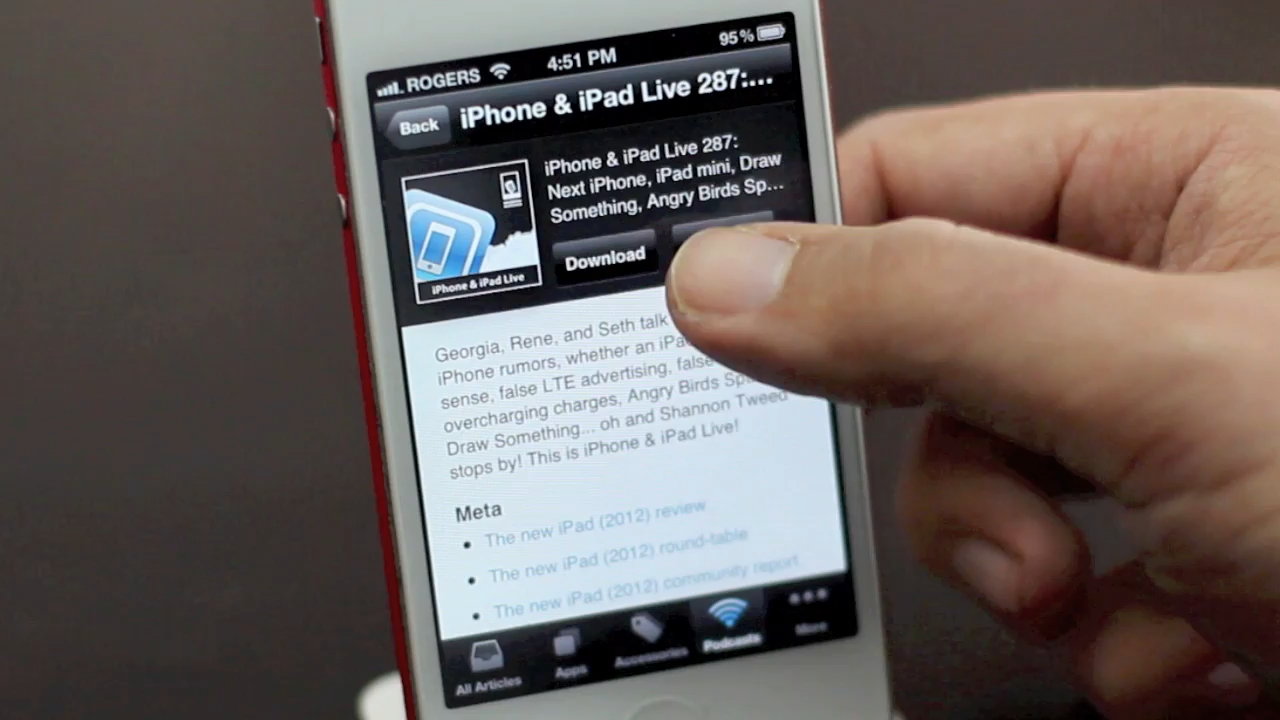 ROGERS 4:51 PM 95%
Back iPhone & iPad Live 287:...
iPhone & iPad Live 287:
Next iPhone, iPad mini, Draw
Something, Angry Birds Sp...
Download
iPhone & iPad Live
Georgia, Rene, and Seth talk
iPhone rumors, whether an iPa
sense, false LTE advertising, false
overcharging charges, Angry Birds Sp
Draw Something... oh and Shannon Tweed
stops by! This is iPhone & iPad Live!
Meta
• The new iPad (2012) review
• The new iPad (2012) round-table
• The new iPad (2012) community report
All Articles Apps Accessories Podcasts More